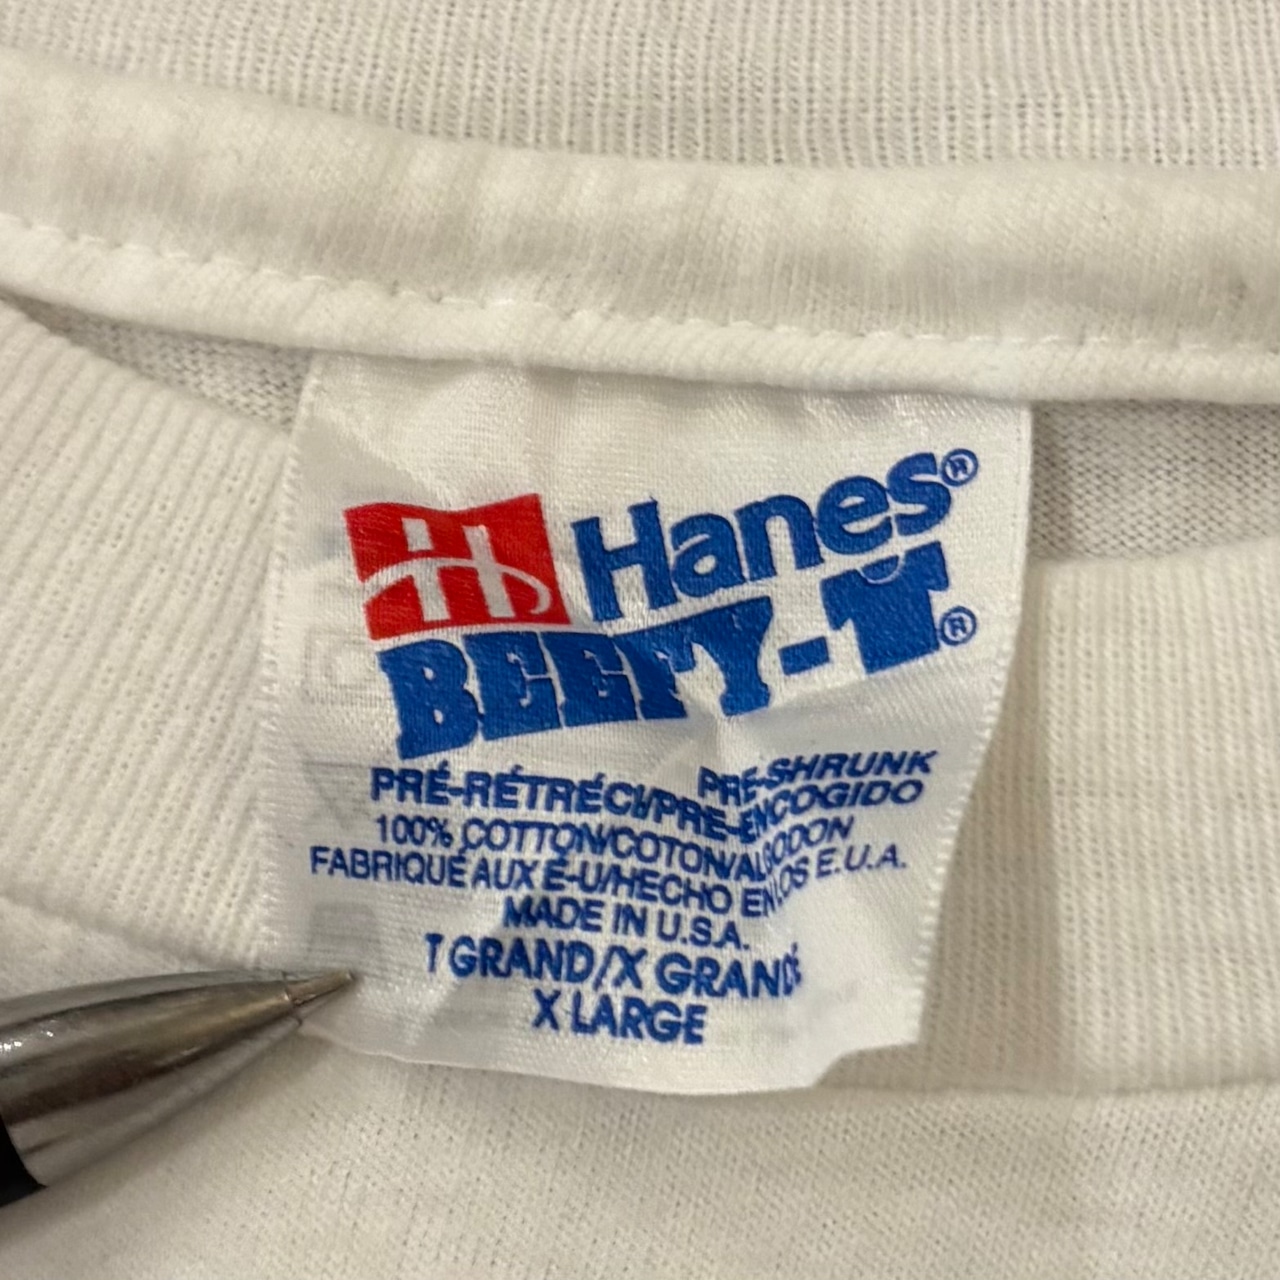 H Hanes®
BEEFY-T®
PRE-SHRUNK
PRÉ-RÉTRÉCI/PRE-ENCOGIDO
100% COTTON/COTON/ALGODON
FABRIQUÉ AUX É-U/HECHO EN LOS E.U.A.
MADE IN U.S.A.
T GRAND/X GRANDE
X LARGE